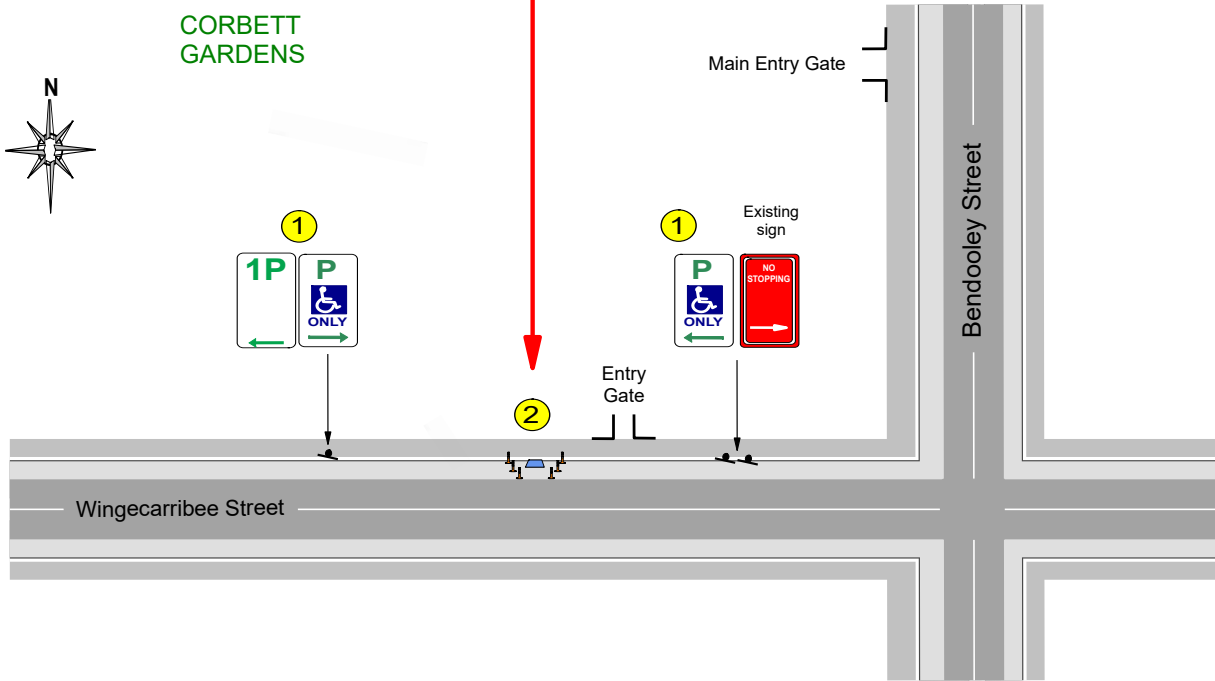 CORBETT
GARDENS
Main Entry Gate
N
Bendooley Street
1
1
Existing
sign
1P
P
ONLY
P
ONLY
NO
STOPPING
Entry
Gate
2
Wingecarribee Street